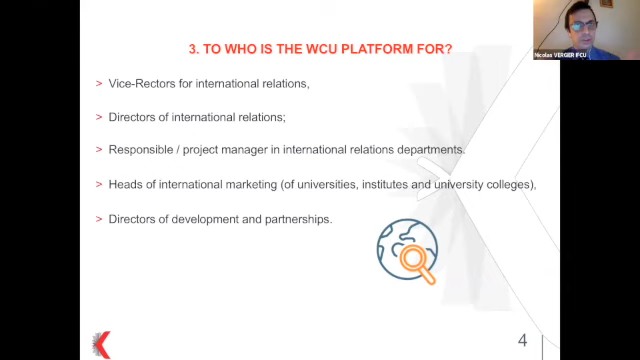 3. TO WHO IS THE WCU PLATFORM FOR?
Nicolas VERGER IFCU
> Vice-Rectors for international relations,
> Directors of international relations;
> Responsible / project manager in international relations departments.
> Heads of international marketing (of universities, institutes and university colleges),
> Directors of development and partnerships.
4